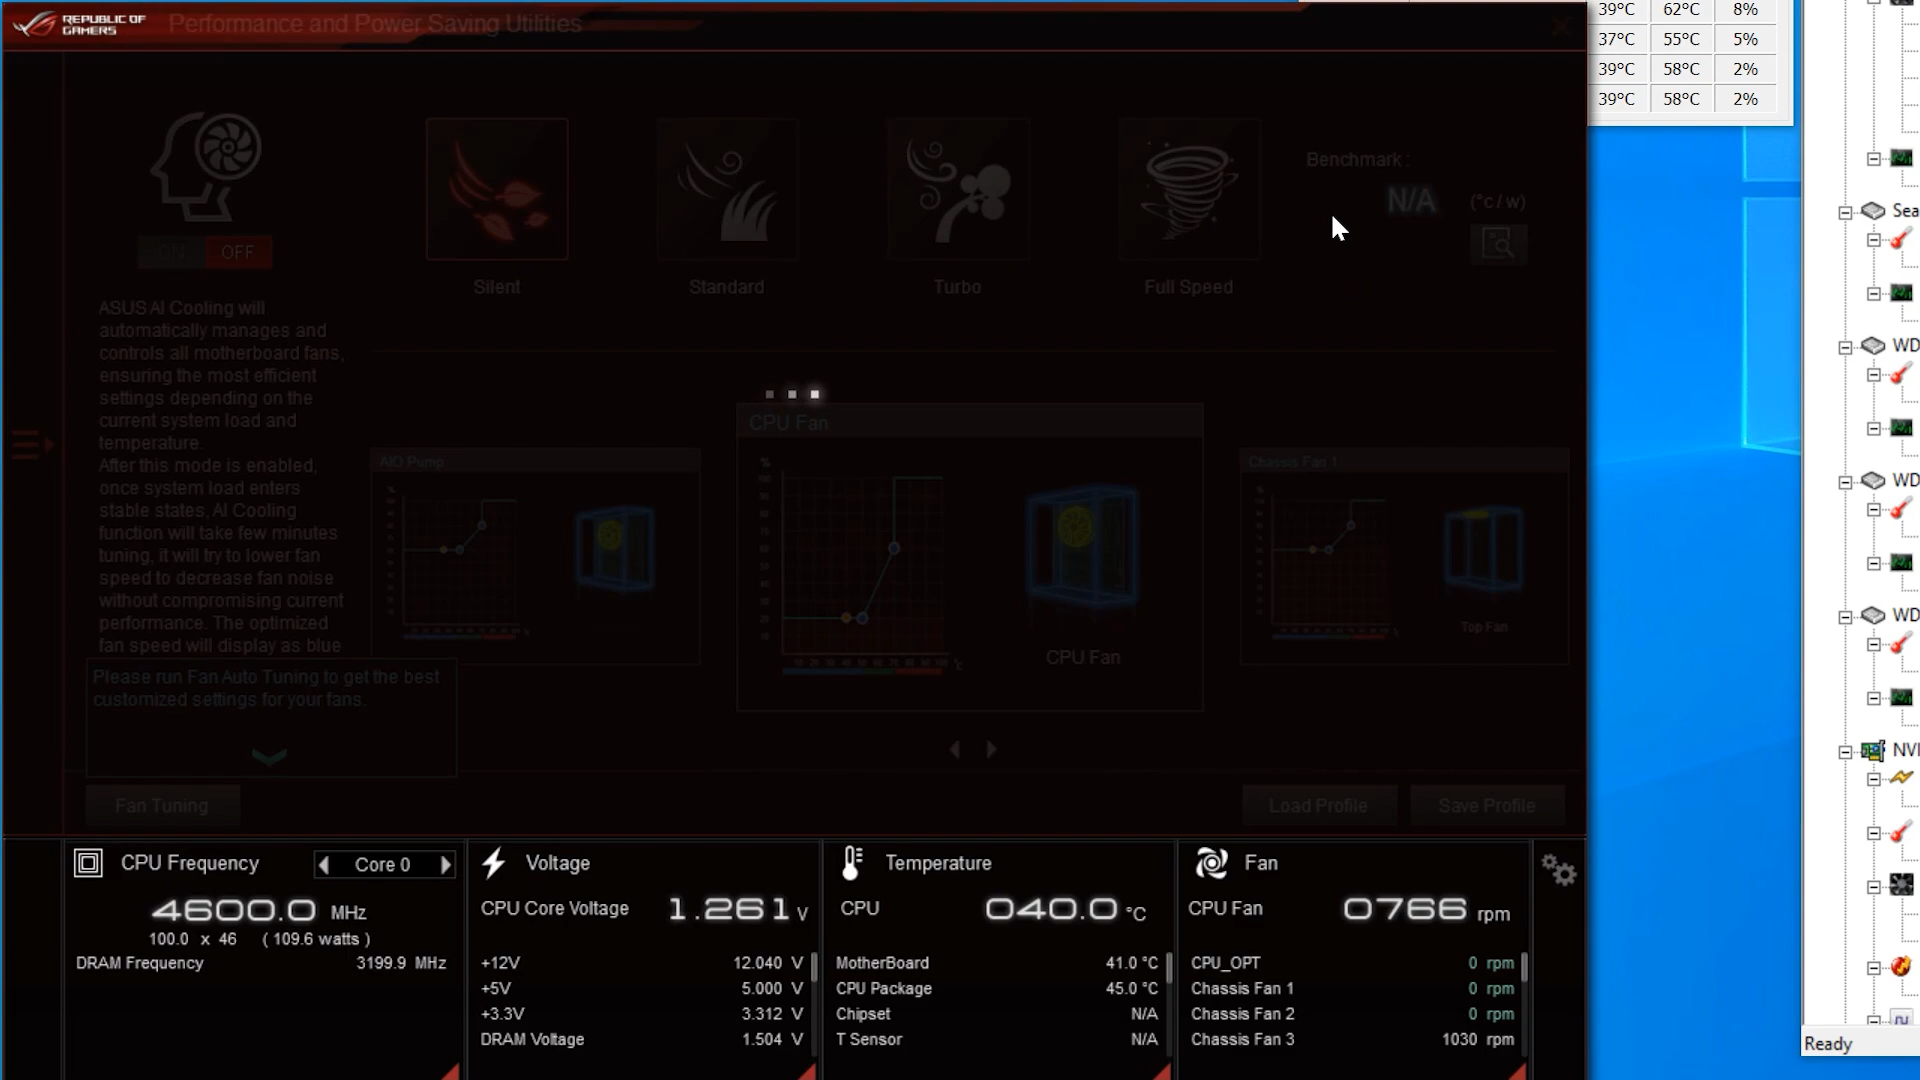 REPUBLIC OF
GAMERS
Performance and Power Saving Utilities
ON OFF
ASUS AI Cooling will
automatically manages and
controls all motherboard fans,
ensuring the most efficient
settings depending on the
current system load and
temperature.
After this mode is enabled,
once system load enters
stable states, AI Cooling
function will take few minutes
tuning, it will try to lower fan
speed to decrease fan noise
without compromising current
performance. The optimized
fan speed will display as blue
Please run Fan Auto Tuning to get the best
customized settings for your fans.
Fan Tuning
Silent
Standard
Turbo
Full Speed
Benchmark :
N/A (°c / w)
AIO Pump
CPU Fan
CPU Fan
Chassis Fan 1
Top Fan
Load Profile
Save Profile
CPU Frequency
Core 0
4600.0 MHz
100.0 x 46 ( 109.6 watts )
DRAM Frequency 3199.9 MHz
Voltage
CPU Core Voltage 1.261 V
+12V 12.040 V
+5V 5.000 V
+3.3V 3.312 V
DRAM Voltage 1.504 V
Temperature
CPU 040.0 °C
MotherBoard 41.0 °C
CPU Package 45.0 °C
Chipset N/A
T Sensor N/A
Fan
CPU Fan 0766 rpm
CPU_OPT 0 rpm
Chassis Fan 1 0 rpm
Chassis Fan 2 0 rpm
Chassis Fan 3 1030 rpm
39°C 62°C 8%
37°C 55°C 5%
39°C 58°C 2%
39°C 58°C 2%
Sea
WD
WD
WD
NVI
Ready